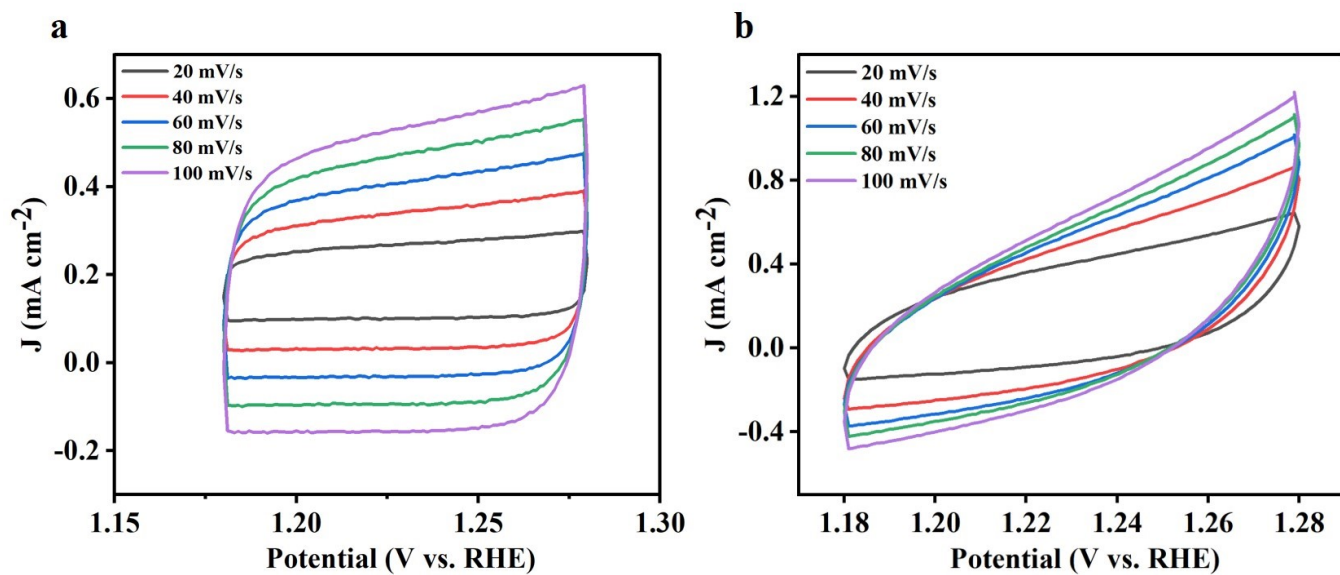 a
0.6
0.4
0.2
0.0
-0.2
J (mA cm⁻²)
20 mV/s
40 mV/s
60 mV/s
80 mV/s
100 mV/s
1.15 1.20 1.25 1.30
Potential (V vs. RHE)
b
1.2
0.8
0.4
0.0
-0.4
J (mA cm⁻²)
20 mV/s
40 mV/s
60 mV/s
80 mV/s
100 mV/s
1.18 1.20 1.22 1.24 1.26 1.28
Potential (V vs. RHE)